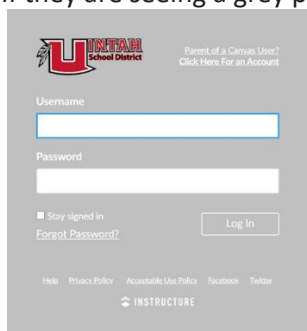 if they are seeing a grey p
UINTAH
School District
Parent of a Canvas User?
Click Here For an Account
Username
Password
Stay signed in
Log In
Forgot Password?
Help Privacy Policy Acceptable Use Policy Facebook Twitter
INSTRUCTURE